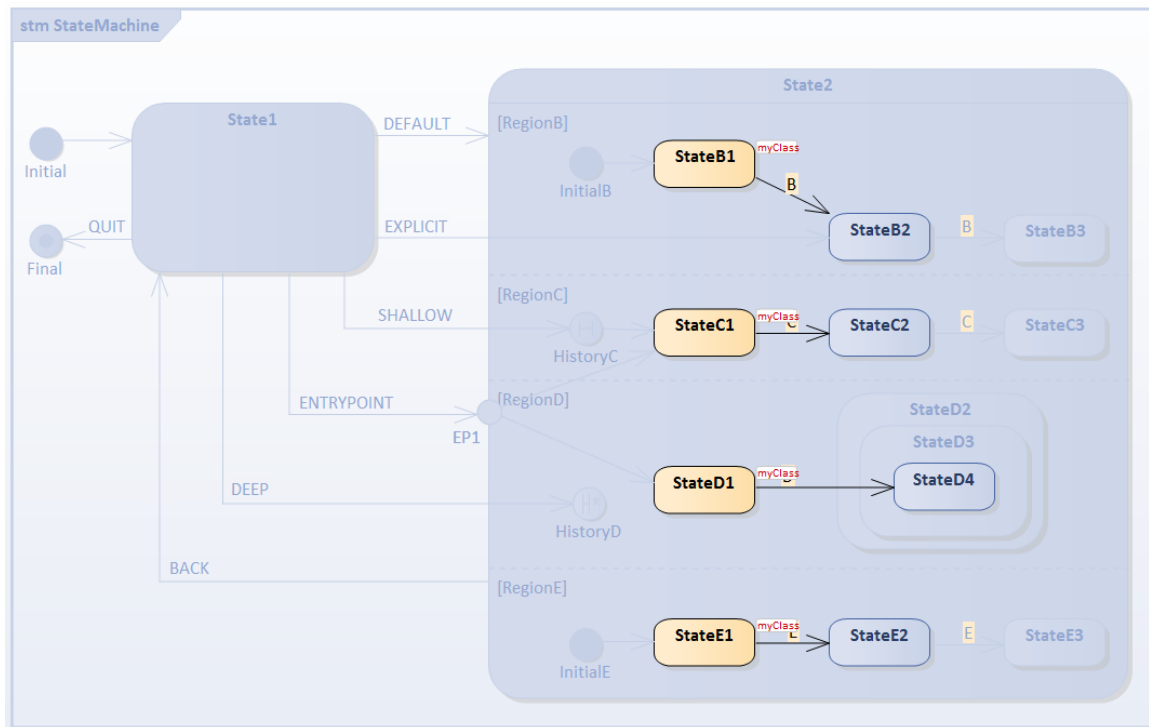 stm StateMachine
State2
State1
DEFAULT
[RegionB]
Initial
StateB1
myClass
InitialB
B
QUIT
EXPLICIT
StateB2
B
StateB3
Final
[RegionC]
SHALLOW
StateC1
myClass
C
StateC2
C
StateC3
HistoryC
ENTRYPOINT
[RegionD]
StateD2
EP1
StateD3
StateD1
myClass
StateD4
DEEP
HistoryD
BACK
[RegionE]
StateE1
myClass
StateE2
E
StateE3
InitialE